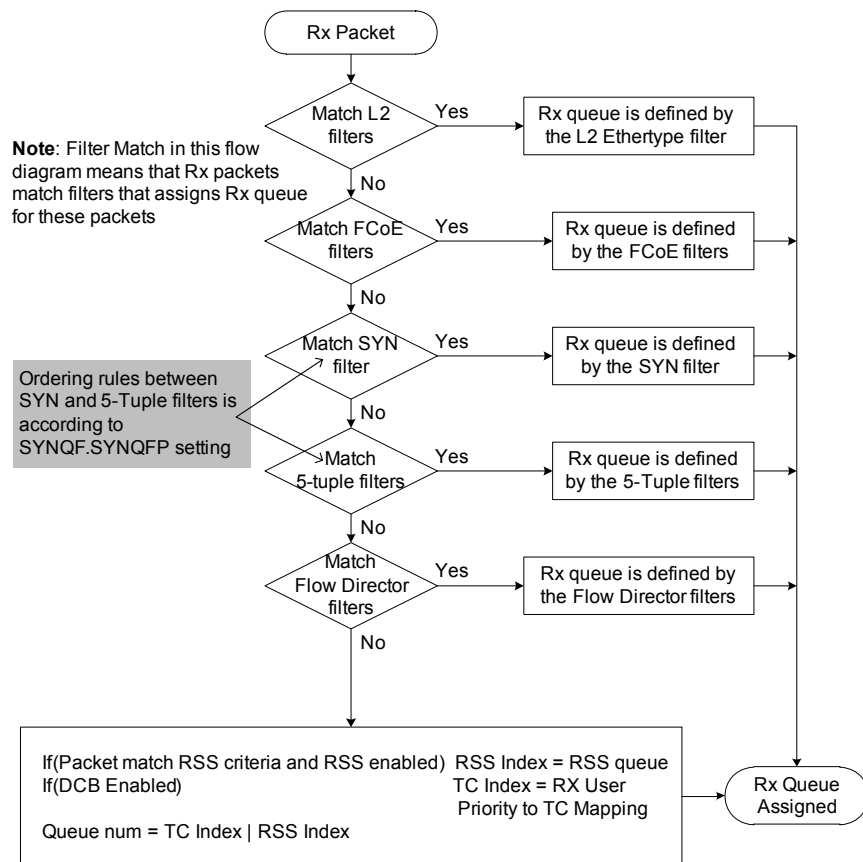 Rx Packet
Match L2
filters
Yes
Rx queue is defined by
the L2 Ethertype filter
Note: Filter Match in this flow
diagram means that Rx packets
match filters that assigns Rx queue
for these packets
No
Match FCoE
filters
Yes
Rx queue is defined
by the FCoE filters
No
Match SYN
filter
Yes
Rx queue is defined
by the SYN filter
Ordering rules between
SYN and 5-Tuple filters is
according to
SYNQF.SYNQFP setting
No
Match
5-tuple filters
Yes
Rx queue is defined
by the 5-Tuple filters
No
Match
Flow Director
filters
Yes
Rx queue is defined by
the Flow Director filters
No
If(Packet match RSS criteria and RSS enabled) RSS Index = RSS queue
If(DCB Enabled) TC Index = RX User
Priority to TC Mapping
Queue num = TC Index | RSS Index
Rx Queue
Assigned